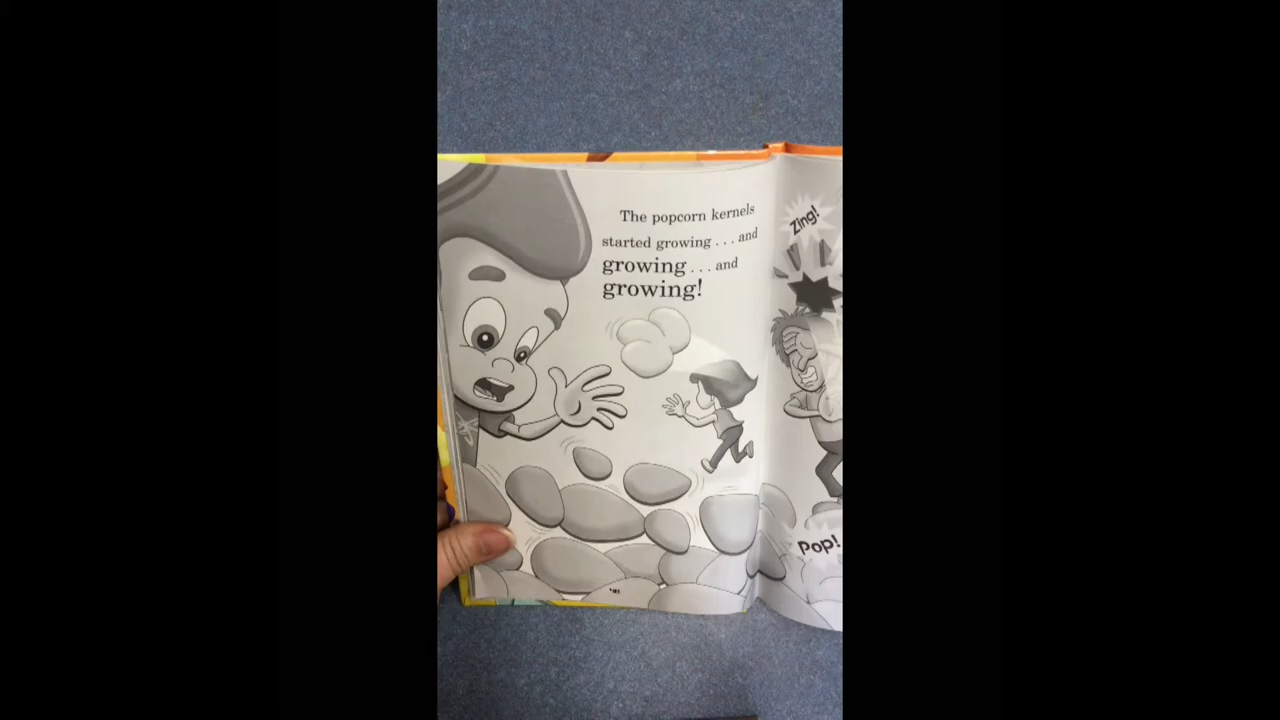 The popcorn kernels
started growing . . . and
growing . . . and
growing!
Zing!
Pop!